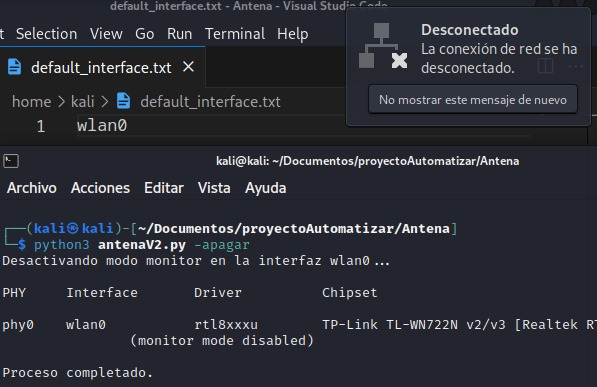 default_interface.txt - Antena - Visual Studio Code
Selection View Go Run Terminal Help
Desconectado
La conexión de red se ha
desconectado.
No mostrar este mensaje de nuevo
default_interface.txt
home > kali > default_interface.txt
1 wlan0
kali@kali: ~/Documentos/proyectoAutomatizar/Antena
Archivo Acciones Editar Vista Ayuda
┌──(kali㉿kali)-[~/Documentos/proyectoAutomatizar/Antena]
└─$ python3 antenaV2.py -apagar
Desactivando modo monitor en la interfaz wlan0...
PHY Interface Driver Chipset
phy0 wlan0 rtl8xxxu TP-Link TL-WN722N v2/v3 [Realtek
(monitor mode disabled)
Proceso completado.